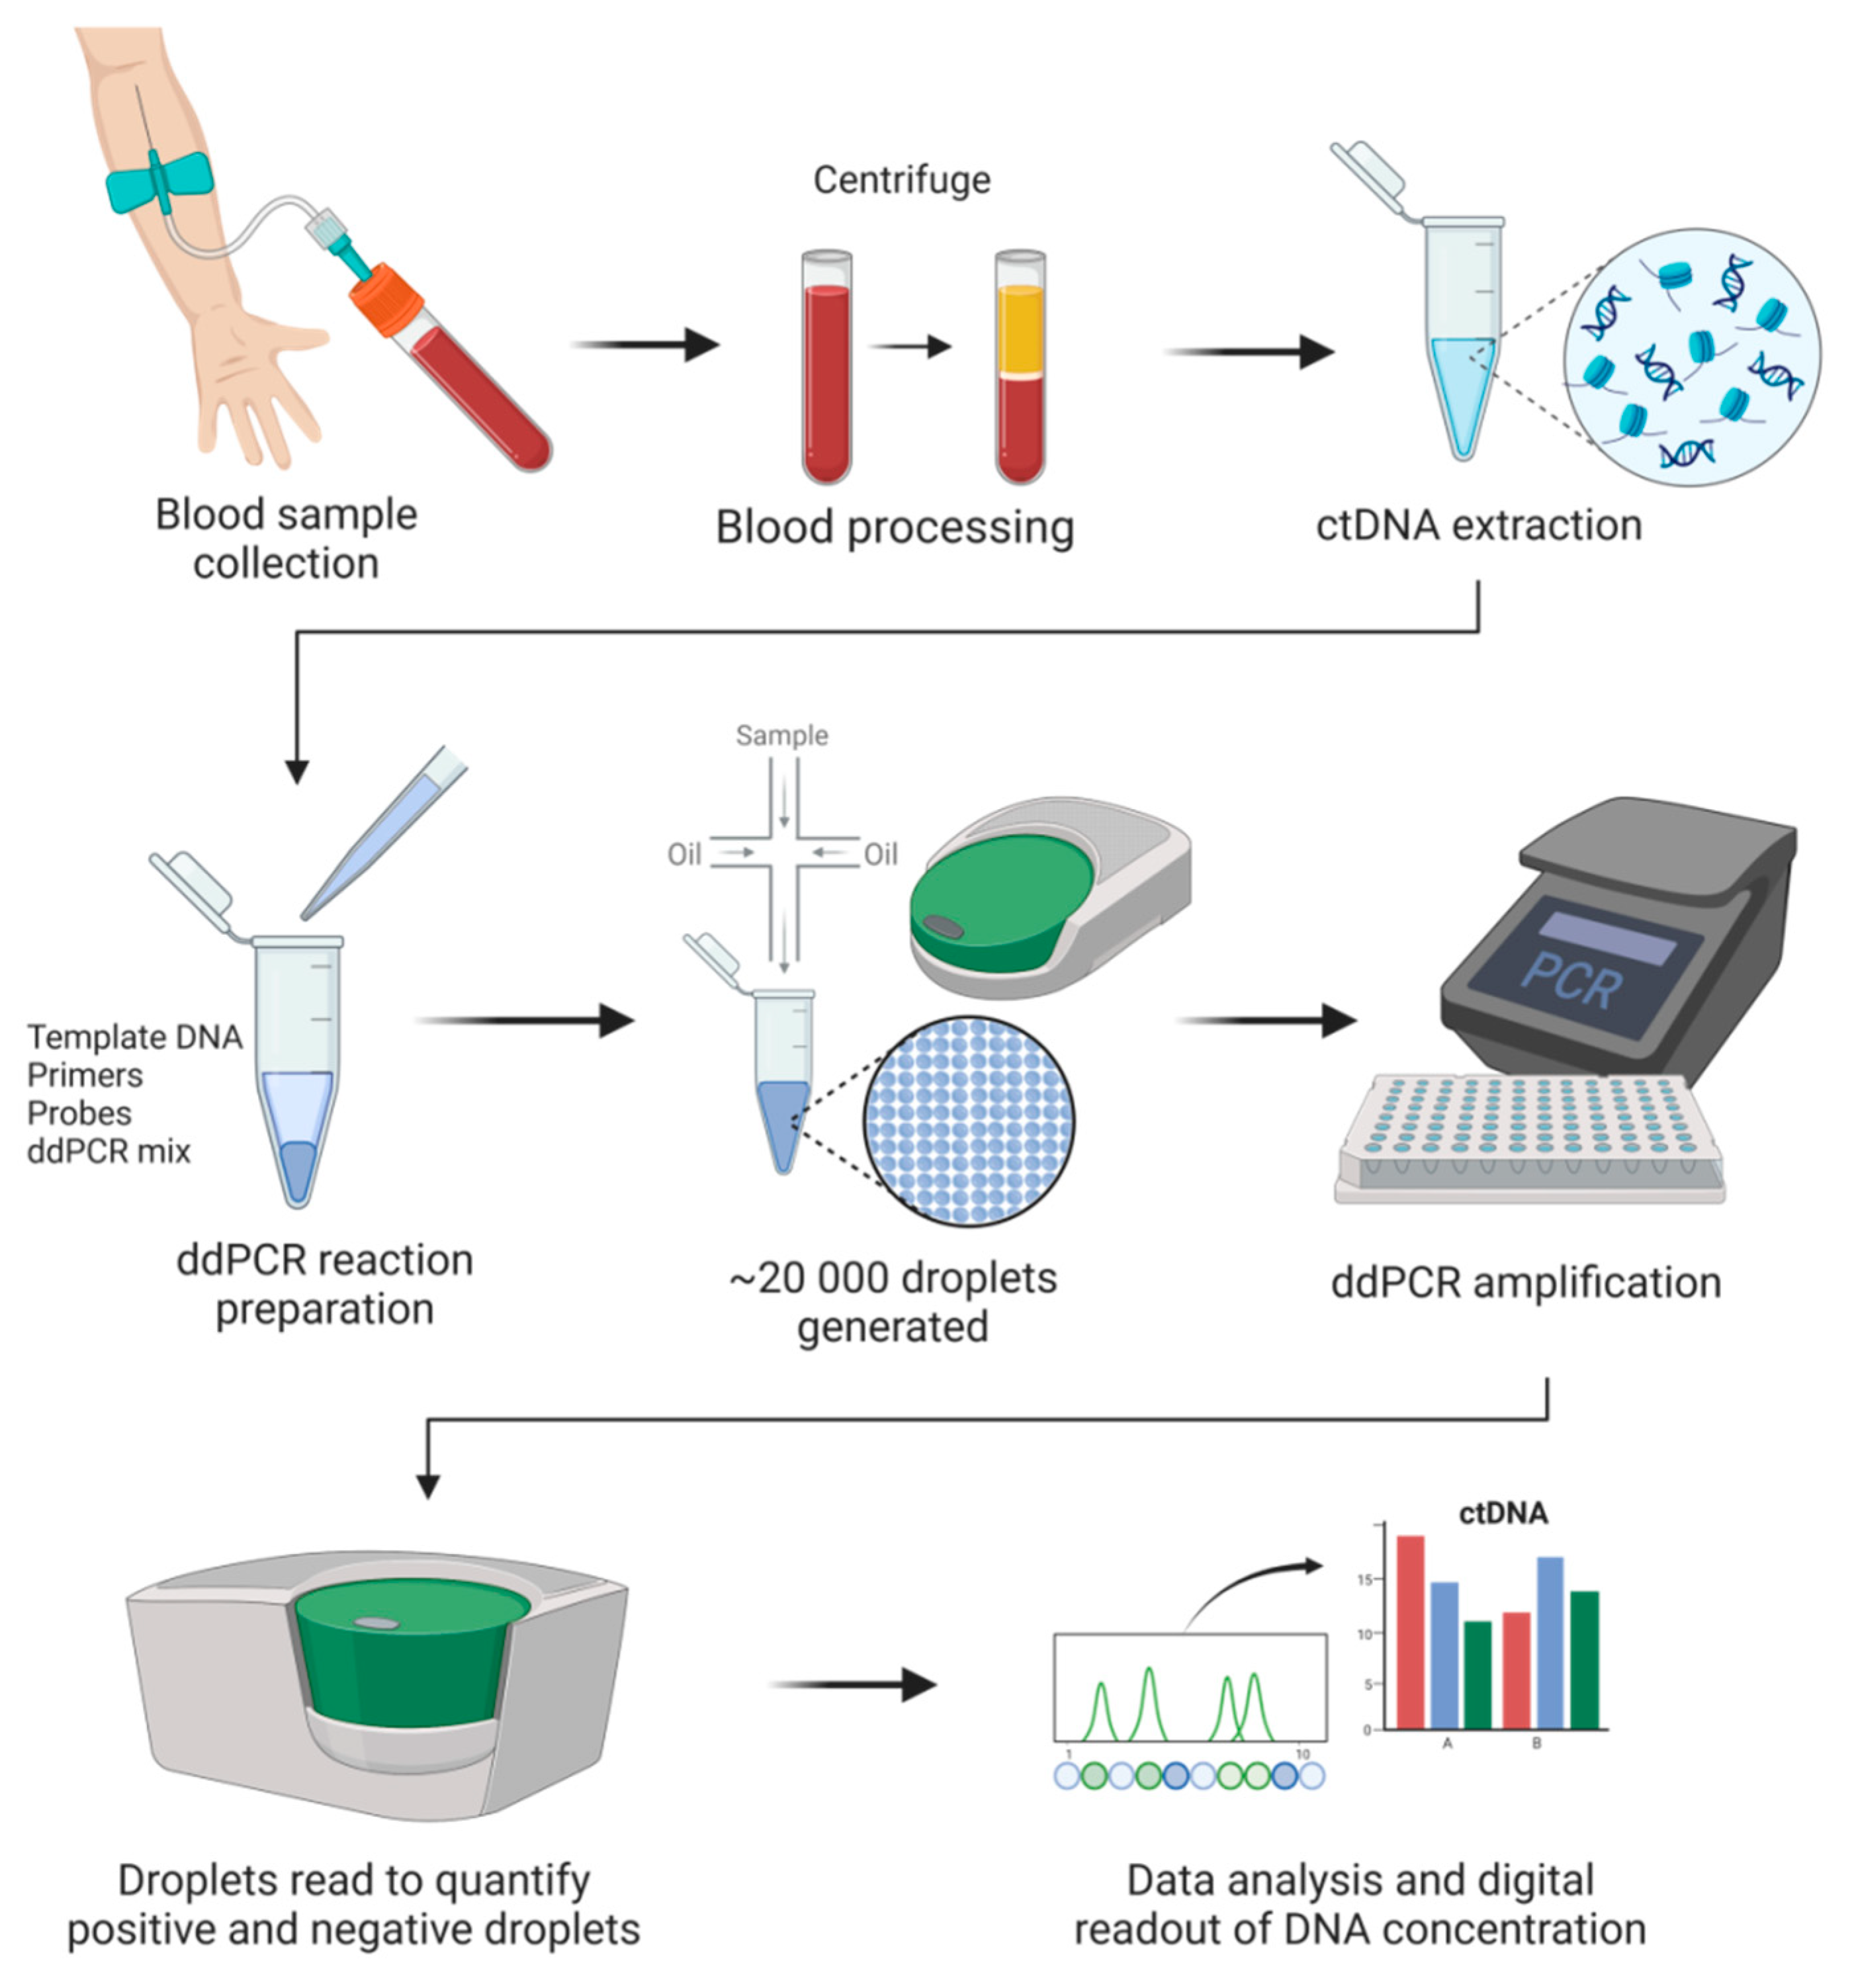 Centrifuge
Blood sample
collection
Blood processing
ctDNA extraction
Sample
Oil
Oil
Template DNA
Primers
Probes
ddPCR mix
PCR
ddPCR reaction
preparation
~20 000 droplets
generated
ddPCR amplification
ctDNA
15
10
5
0
A
B
1
10
Droplets read to quantify
positive and negative droplets
Data analysis and digital
readout of DNA concentration